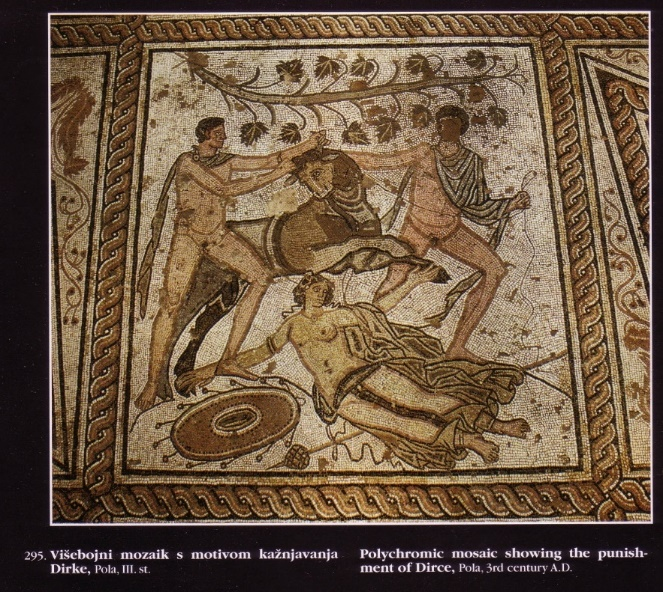 295. Višebojni mozaik s motivom kažnjavanja
Dirke, Pola, III. st.
Polychromic mosaic showing the punish-
ment of Dirce, Pola, 3rd century A.D.